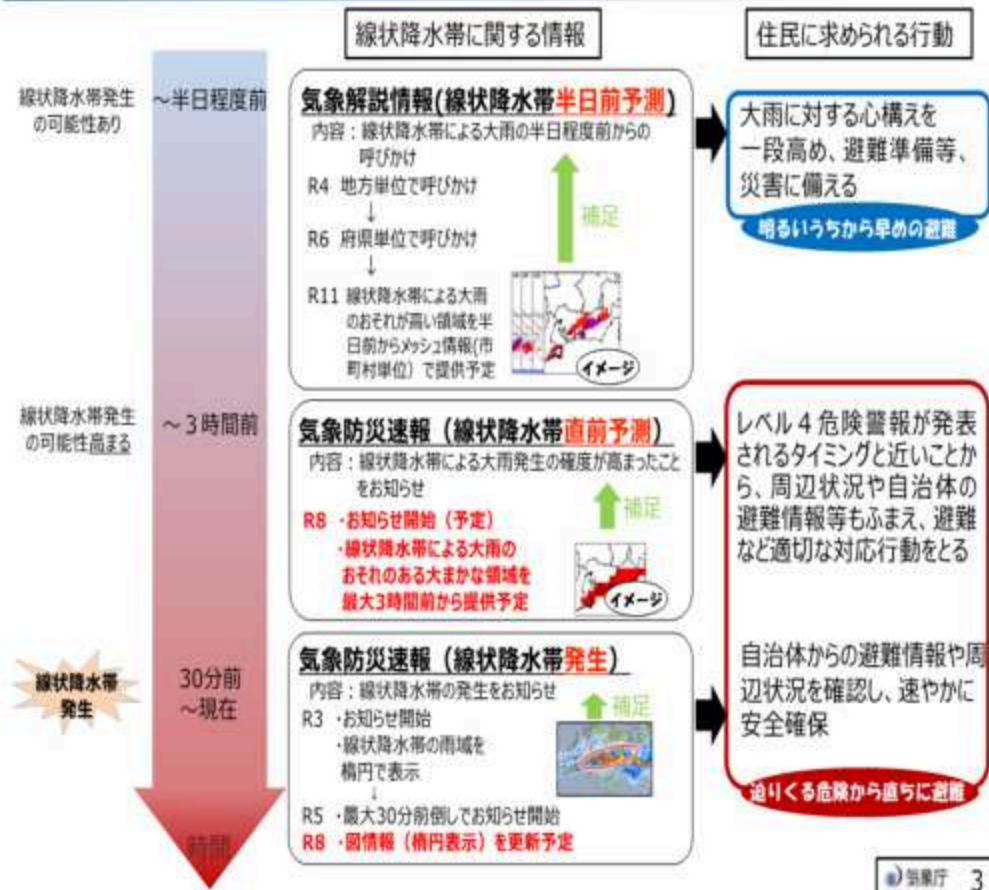 線状降水帯に関する情報
住民に求められる行動
線状降水帯発生
の可能性あり
～半日程度前
気象解説情報(線状降水帯半日前予測)
内容：線状降水帯による大雨の半日程度前からの
呼びかけ
R4 地方単位で呼びかけ
↓
R6 府県単位で呼びかけ
↓
R11 線状降水帯による大雨
のおそれが高い領域を半
日前からメッシュ情報(市
町村単位）で提供予定
補足
イメージ
大雨に対する心構えを
一段高め、避難準備等、
災害に備える
明るいうちから早めの避難
線状降水帯発生
の可能性高まる
～３時間前
気象防災速報（線状降水帯直前予測）
内容：線状降水帯による大雨発生の確度が高まったこと
をお知らせ
R8 ・お知らせ開始（予定）
・線状降水帯による大雨の
おそれのある大まかな領域を
最大3時間前から提供予定
補足
イメージ
レベル４危険警報が発表
されるタイミングと近いことか
ら、周辺状況や自治体の
避難情報等もふまえ、避難
など適切な対応行動をとる
線状降水帯
発生
30分前
～現在
気象防災速報（線状降水帯発生）
内容：線状降水帯の発生をお知らせ
R3 ・お知らせ開始
・線状降水帯の雨域を
楕円で表示
↓
R5 ・最大30分前倒しでお知らせ開始
R8 ・図情報（楕円表示）を更新予定
補足
自治体からの避難情報や周
辺状況を確認し、速やかに
安全確保
迫りくる危険から直ちに避難
時間
気象庁 3